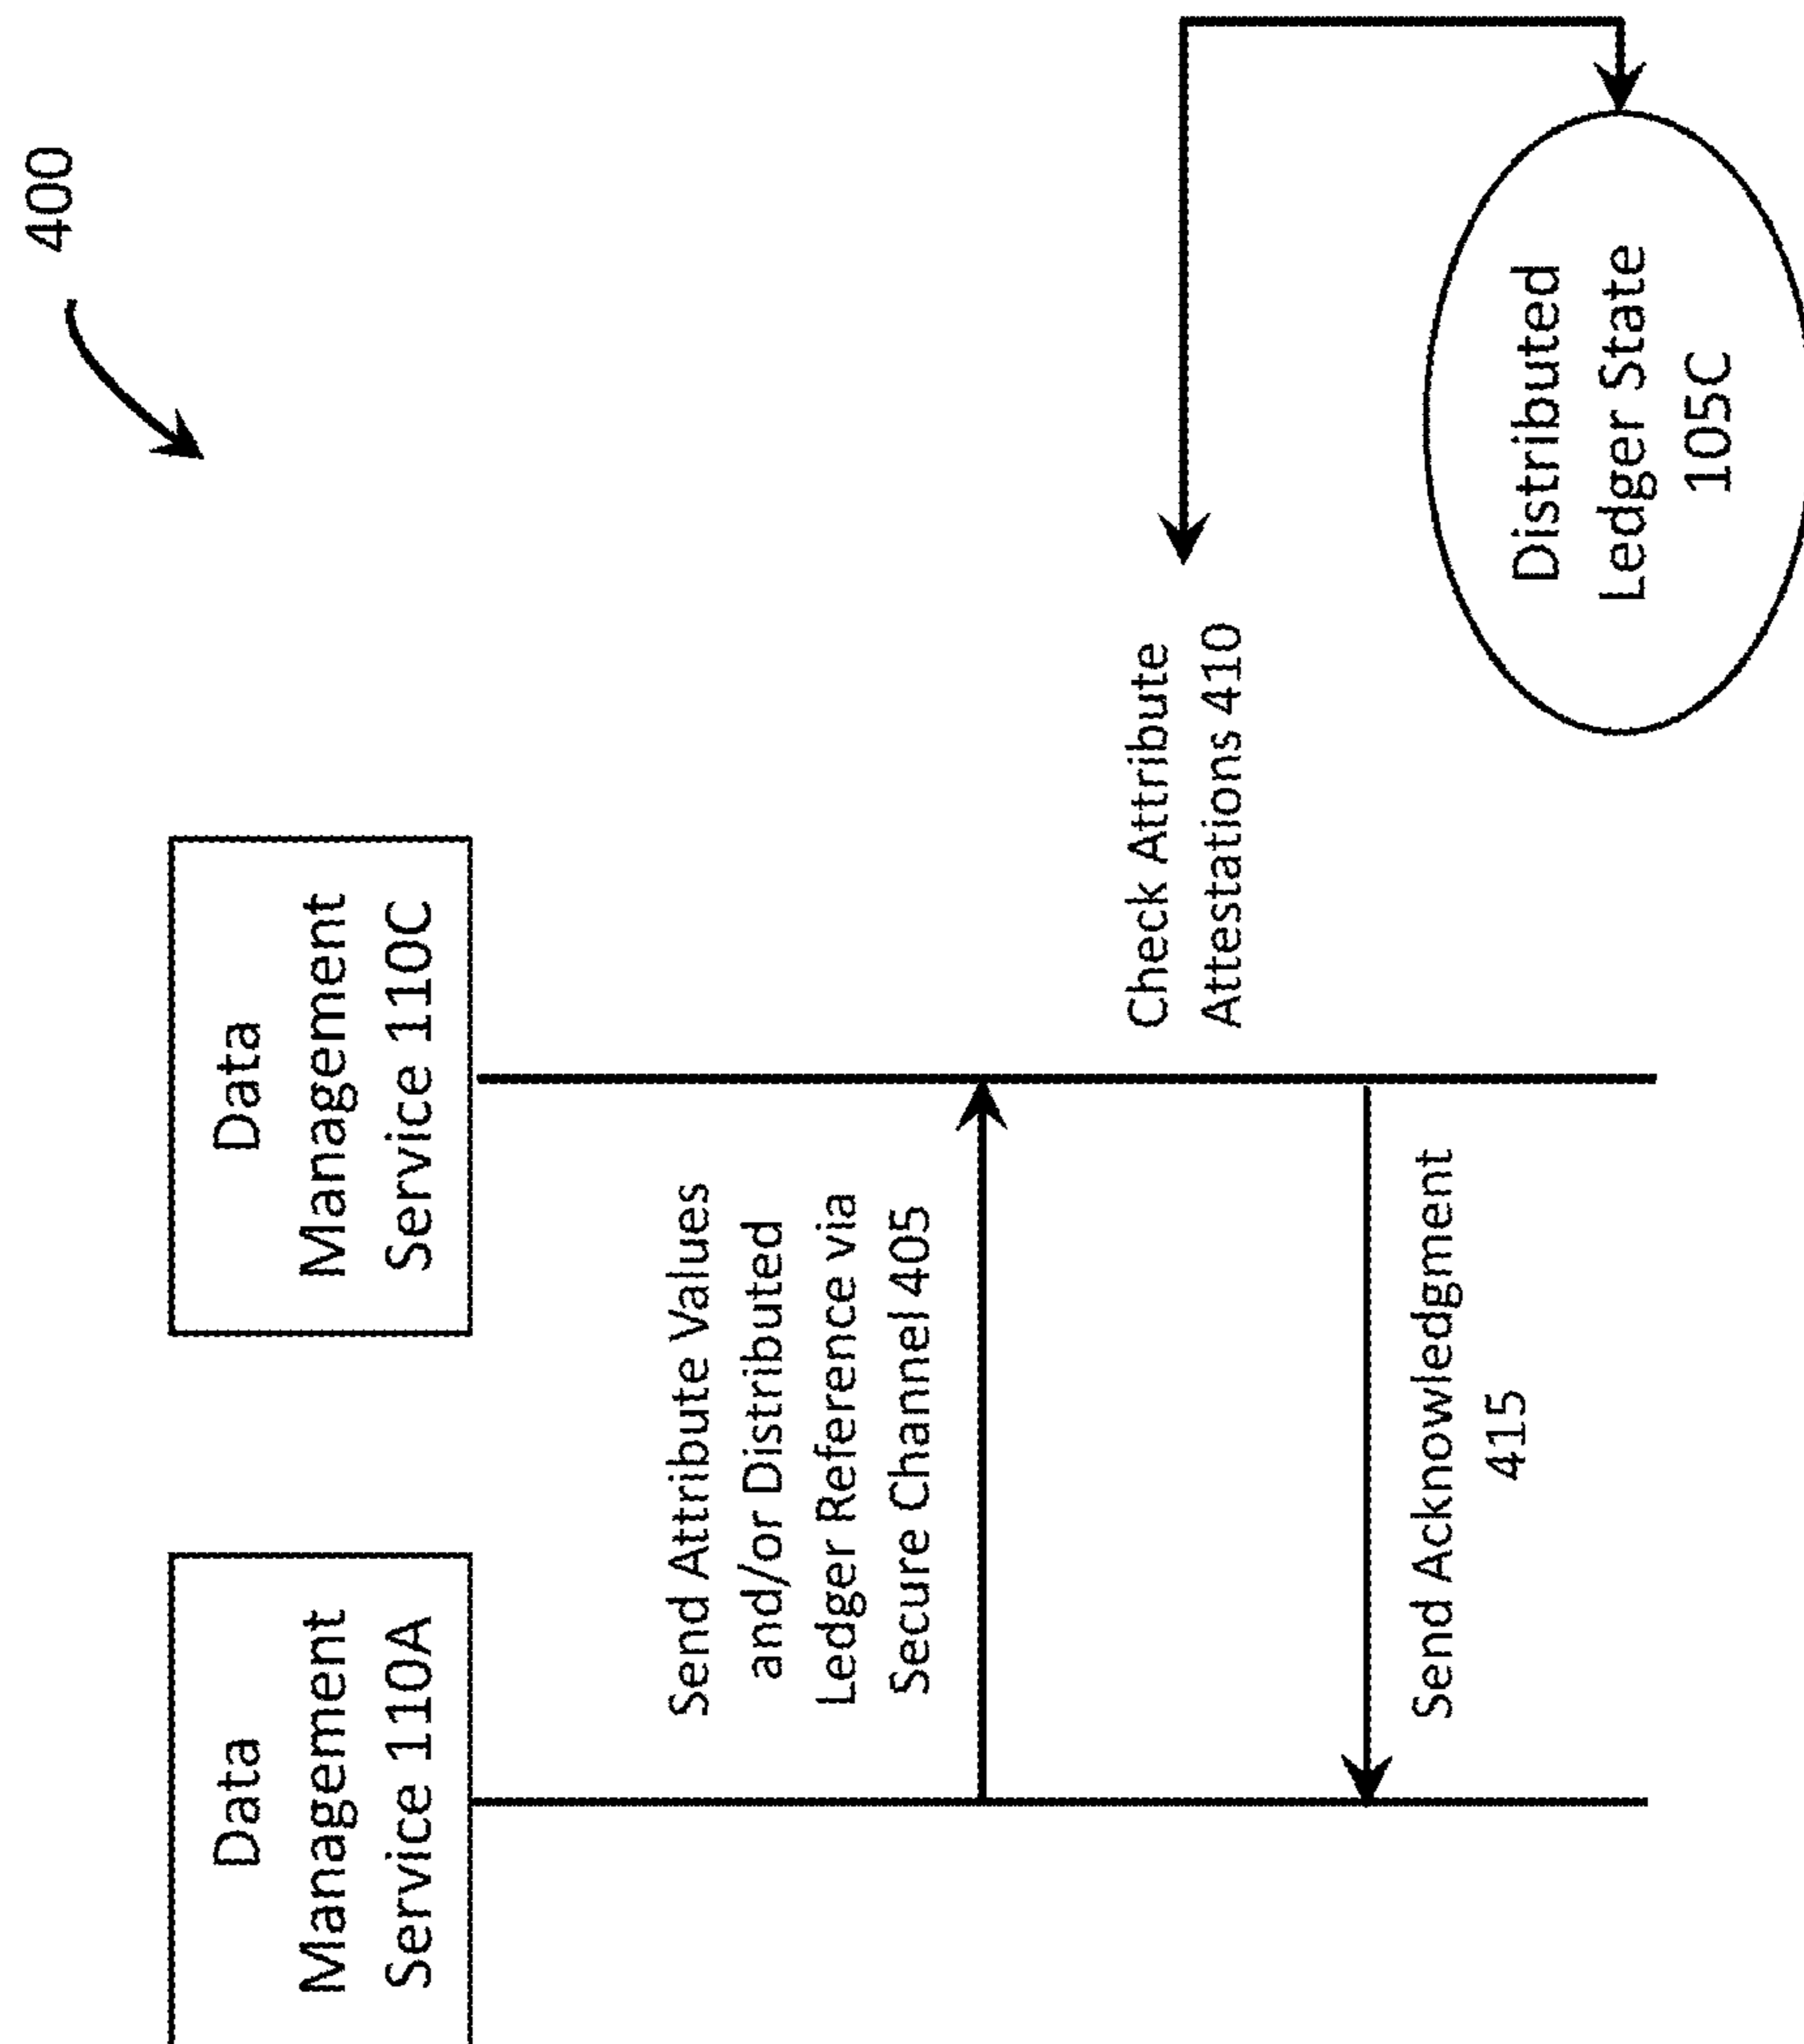 400
Data
Management
Service 110A
Data
Management
Service 110C
Send Attribute Values
and/or Distributed
Ledger Reference via
Secure Channel 405
Check Attribute
Attestations 410
Send Acknowledgment
415
Distributed
Ledger State
105C